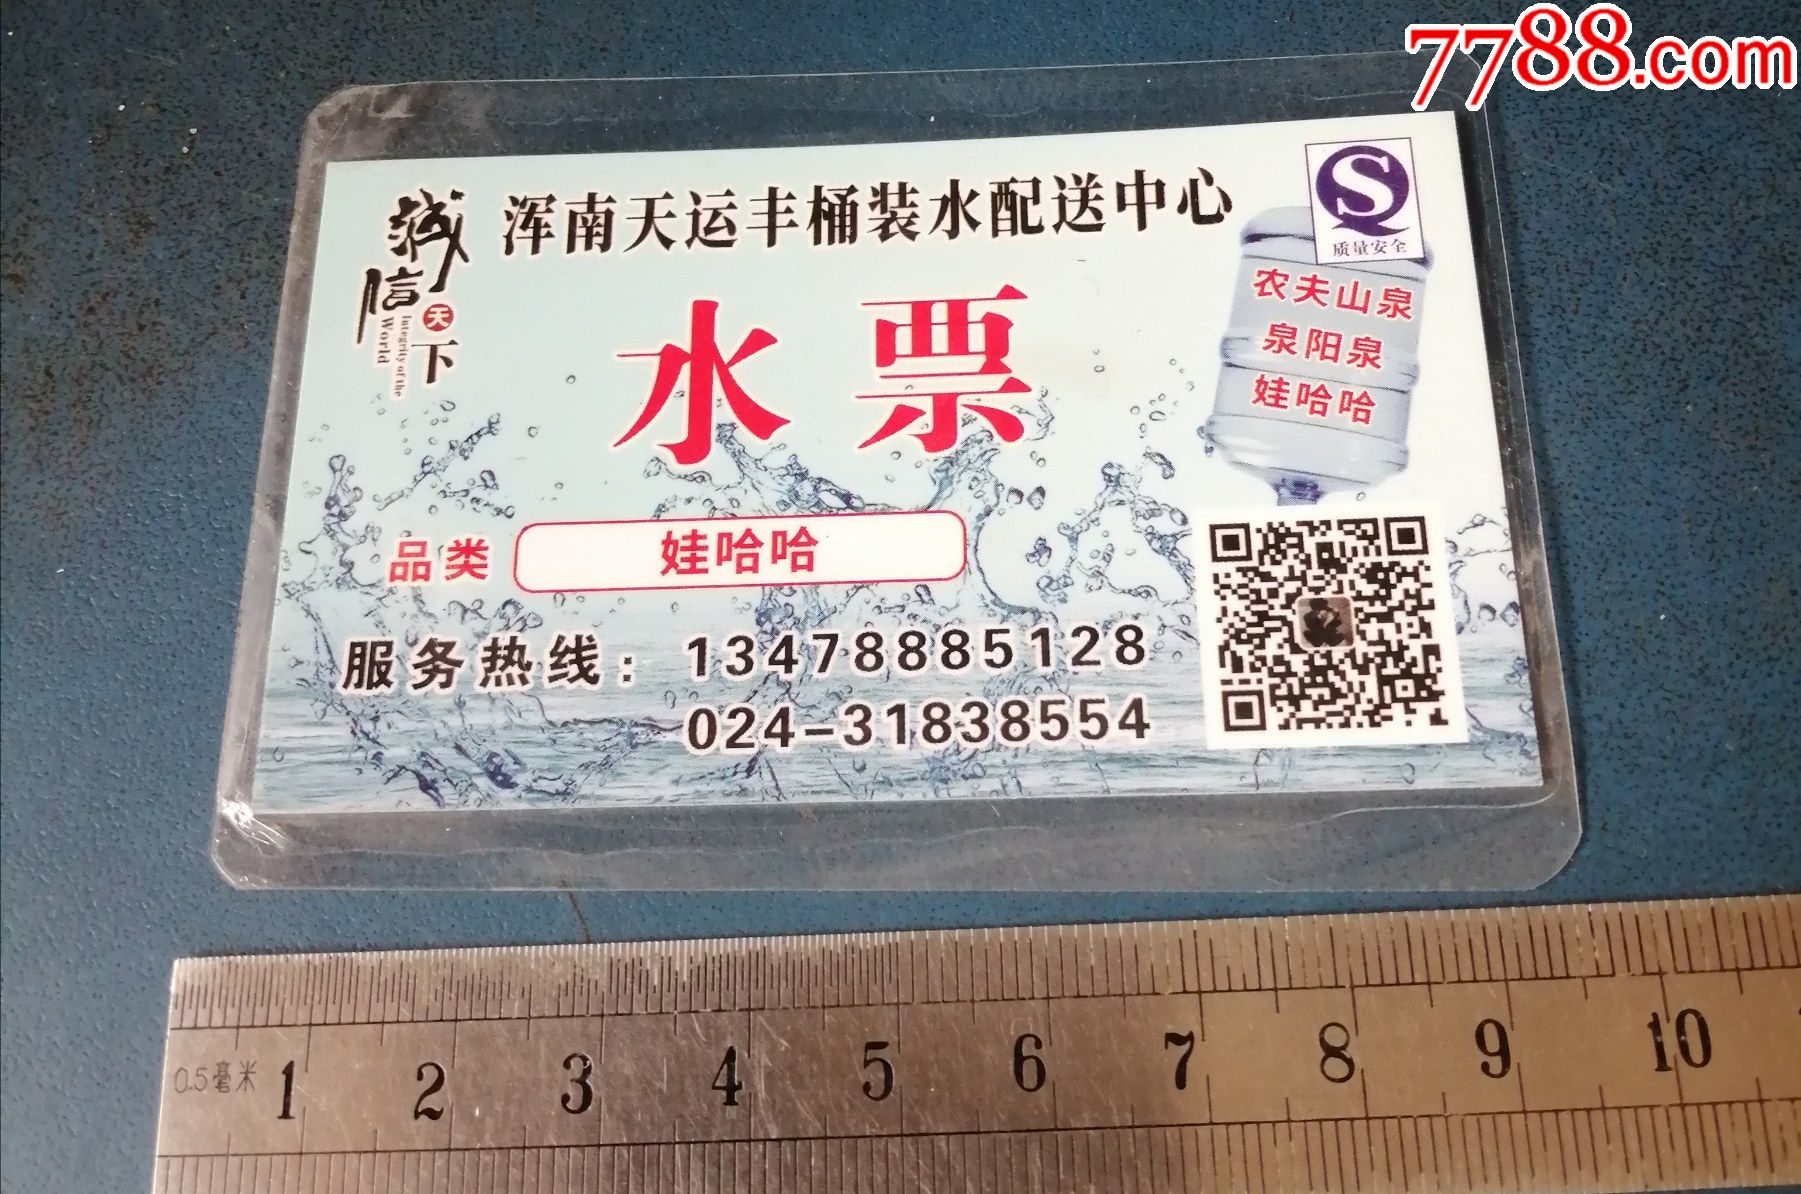 7788.com
浑南天运丰桶装水配送中心
诚信天下
Integrity of the
World
水票
质量安全
农夫山泉
泉阳泉
娃哈哈
品类 娃哈哈
服务热线：13478885128
024-31838554
0.5毫米 1 2 3 4 5 6 7 8 9 10